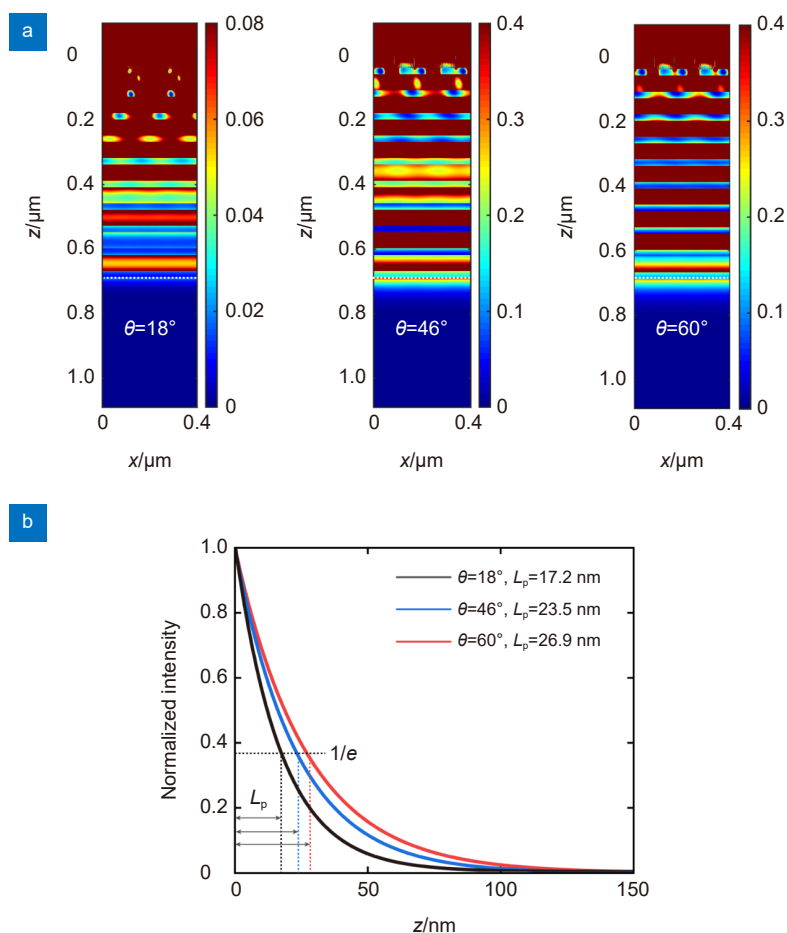 a
0
0.2
0.4
0.6
0.8
1.0
z/μm
θ=18°
0
0.4
x/μm
0.08
0.06
0.04
0.02
0
0
0.2
0.4
0.6
0.8
1.0
z/μm
θ=46°
0
0.4
x/μm
0.4
0.3
0.2
0.1
0
0
0.2
0.4
0.6
0.8
1.0
z/μm
θ=60°
0
0.4
x/μm
0.4
0.3
0.2
0.1
0
b
1.0
0.8
0.6
0.4
0.2
0
Normalized intensity
θ=18°, Lp=17.2 nm
θ=46°, Lp=23.5 nm
θ=60°, Lp=26.9 nm
1/e
Lp
0
50
100
150
z/nm